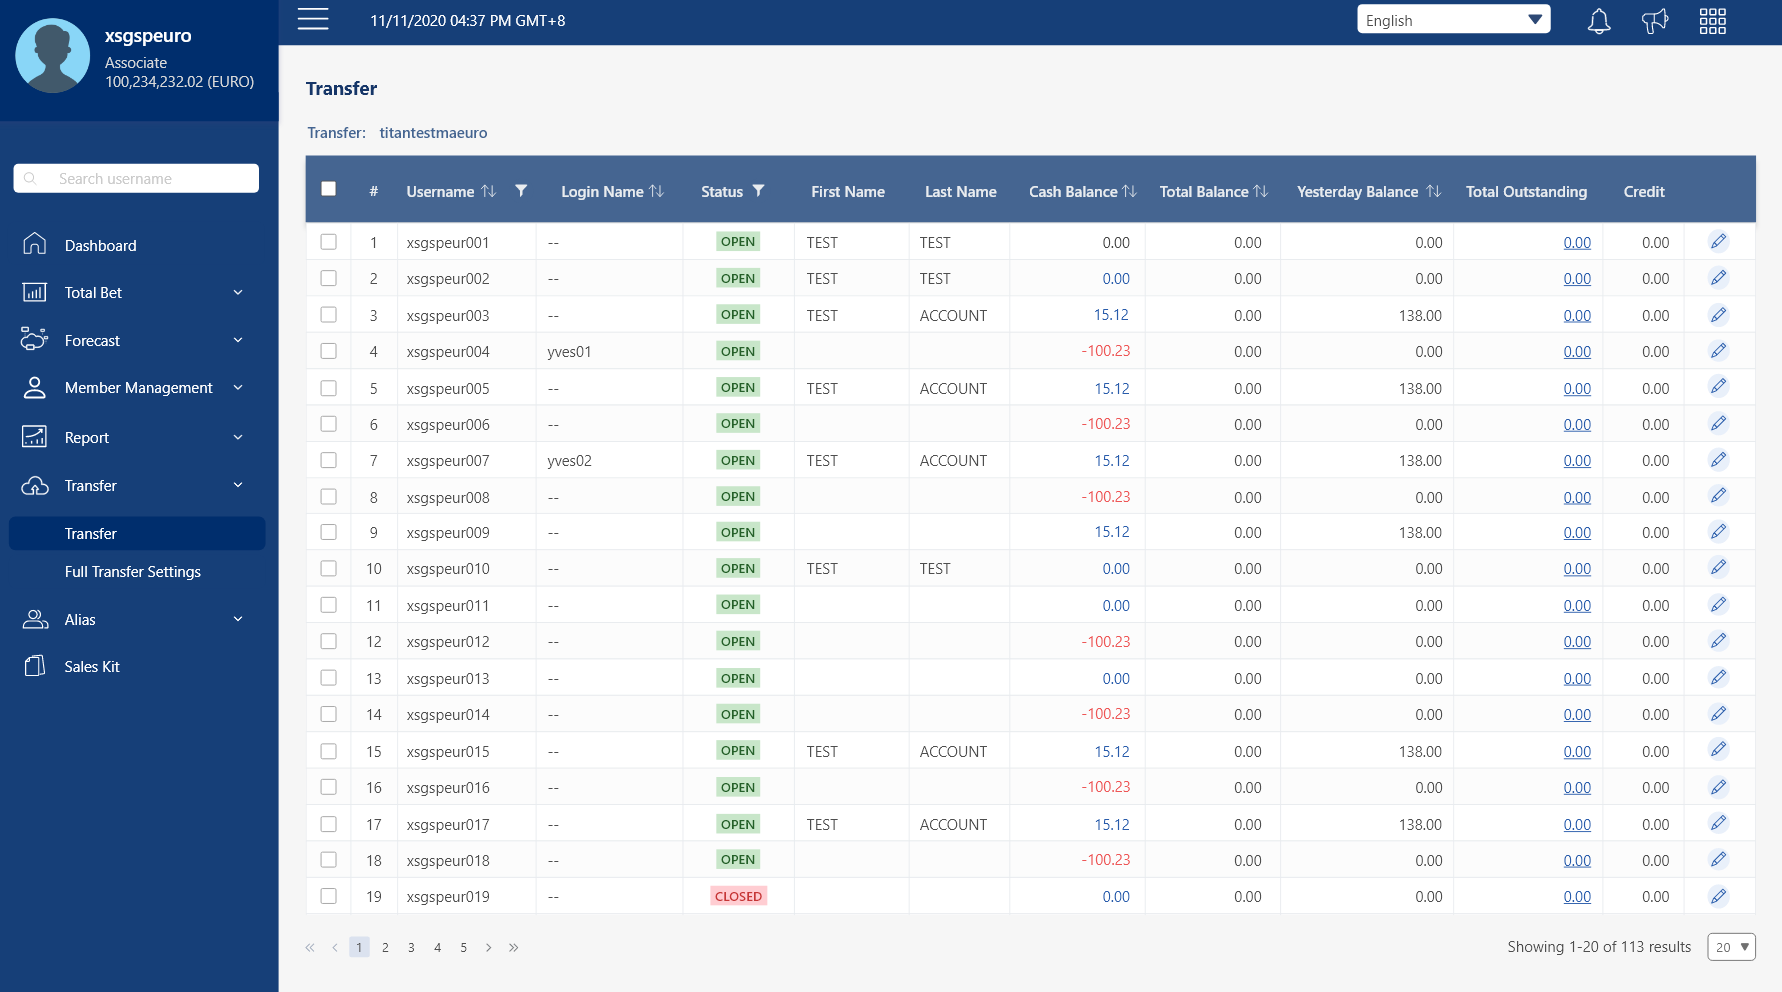 xsgspeuro
Associate
100,234,232.02 (EURO)
11/11/2020 04:37 PM GMT+8
English
Search username
Dashboard
Total Bet
Forecast
Member Management
Report
Transfer
Transfer
Full Transfer Settings
Alias
Sales Kit
Transfer
Transfer: titantestmaeuro
# Username Login Name Status First Name Last Name Cash Balance Total Balance Yesterday Balance Total Outstanding Credit
1 xsgspeur001 -- OPEN TEST TEST 0.00 0.00 0.00 0.00 0.00
2 xsgspeur002 -- OPEN TEST TEST 0.00 0.00 0.00 0.00 0.00
3 xsgspeur003 -- OPEN TEST ACCOUNT 15.12 0.00 138.00 0.00 0.00
4 xsgspeur004 yves01 OPEN -100.23 0.00 0.00 0.00 0.00
5 xsgspeur005 -- OPEN TEST ACCOUNT 15.12 0.00 138.00 0.00 0.00
6 xsgspeur006 -- OPEN -100.23 0.00 0.00 0.00 0.00
7 xsgspeur007 yves02 OPEN TEST ACCOUNT 15.12 0.00 138.00 0.00 0.00
8 xsgspeur008 -- OPEN -100.23 0.00 0.00 0.00 0.00
9 xsgspeur009 -- OPEN 15.12 0.00 138.00 0.00 0.00
10 xsgspeur010 -- OPEN TEST TEST 0.00 0.00 0.00 0.00 0.00
11 xsgspeur011 -- OPEN 0.00 0.00 0.00 0.00 0.00
12 xsgspeur012 -- OPEN -100.23 0.00 0.00 0.00 0.00
13 xsgspeur013 -- OPEN 0.00 0.00 0.00 0.00 0.00
14 xsgspeur014 -- OPEN -100.23 0.00 0.00 0.00 0.00
15 xsgspeur015 -- OPEN TEST ACCOUNT 15.12 0.00 138.00 0.00 0.00
16 xsgspeur016 -- OPEN -100.23 0.00 0.00 0.00 0.00
17 xsgspeur017 -- OPEN TEST ACCOUNT 15.12 0.00 138.00 0.00 0.00
18 xsgspeur018 -- OPEN -100.23 0.00 0.00 0.00 0.00
19 xsgspeur019 -- CLOSED 0.00 0.00 0.00 0.00 0.00
« ‹ 1 2 3 4 5 › »
Showing 1-20 of 113 results 20